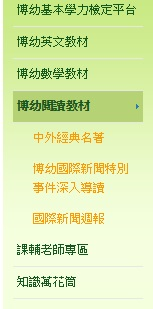 博幼基本學力檢定平台
博幼英文教材
博幼數學教材
博幼閱讀教材
中外經典名著
博幼國際新聞特別
事件深入導讀
國際新聞週報
課輔老師專區
知識萬花筒